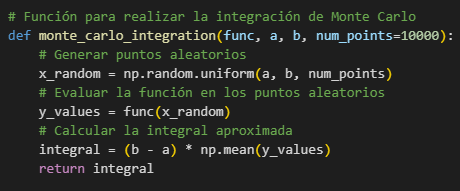 # Función para realizar la integración de Monte Carlo
def monte_carlo_integration(func, a, b, num_points=10000):
    # Generar puntos aleatorios
    x_random = np.random.uniform(a, b, num_points)
    # Evaluar la función en los puntos aleatorios
    y_values = func(x_random)
    # Calcular la integral aproximada
    integral = (b - a) * np.mean(y_values)
    return integral